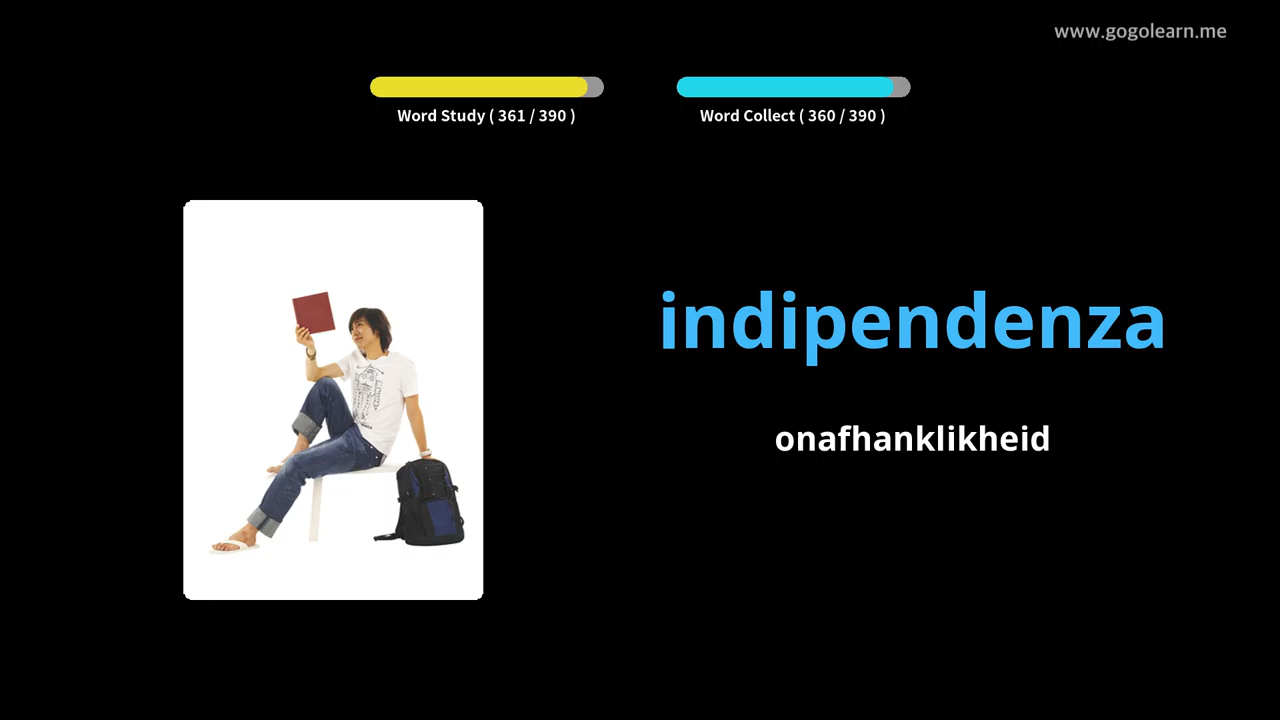 www.gogolearn.me
Word Study ( 361 / 390 )
Word Collect ( 360 / 390 )
indipendenza
onafhanklikheid